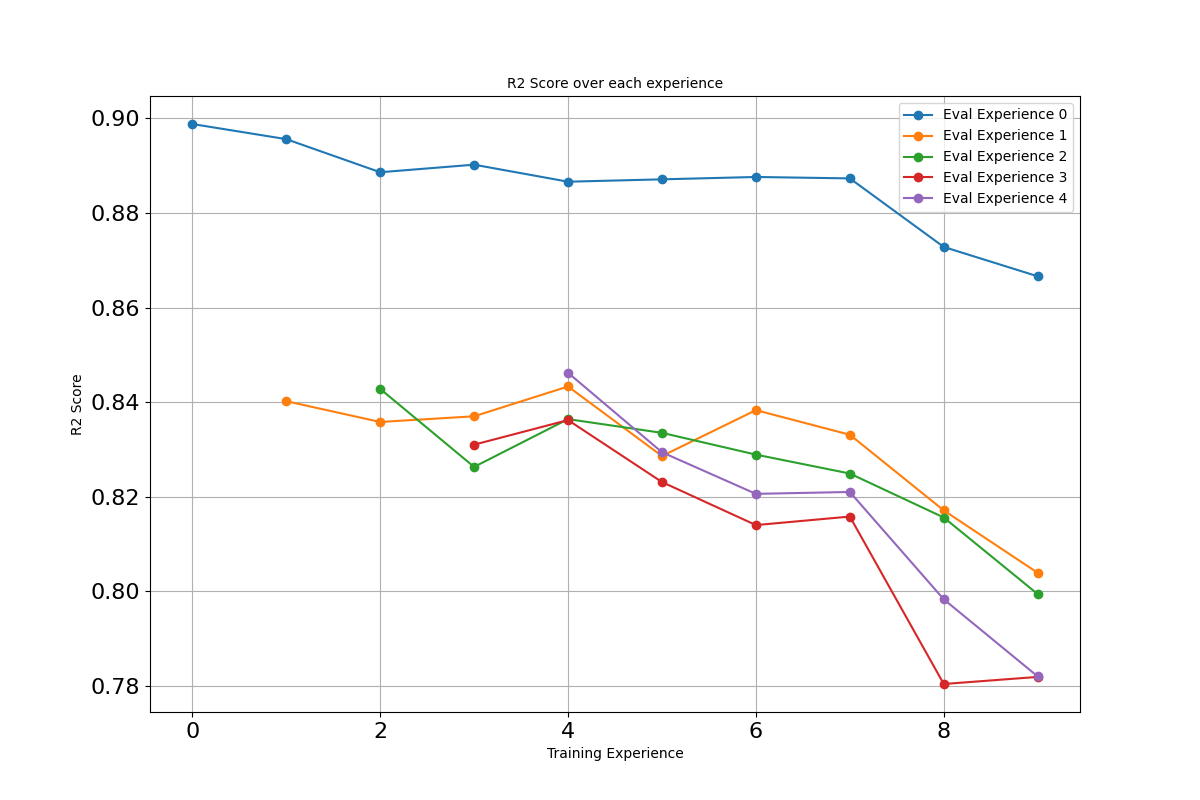 R2 Score over each experience
0.90
0.88
0.86
0.84
0.82
0.80
0.78
R2 Score
Eval Experience 0
Eval Experience 1
Eval Experience 2
Eval Experience 3
Eval Experience 4
0 2 4 6 8
Training Experience